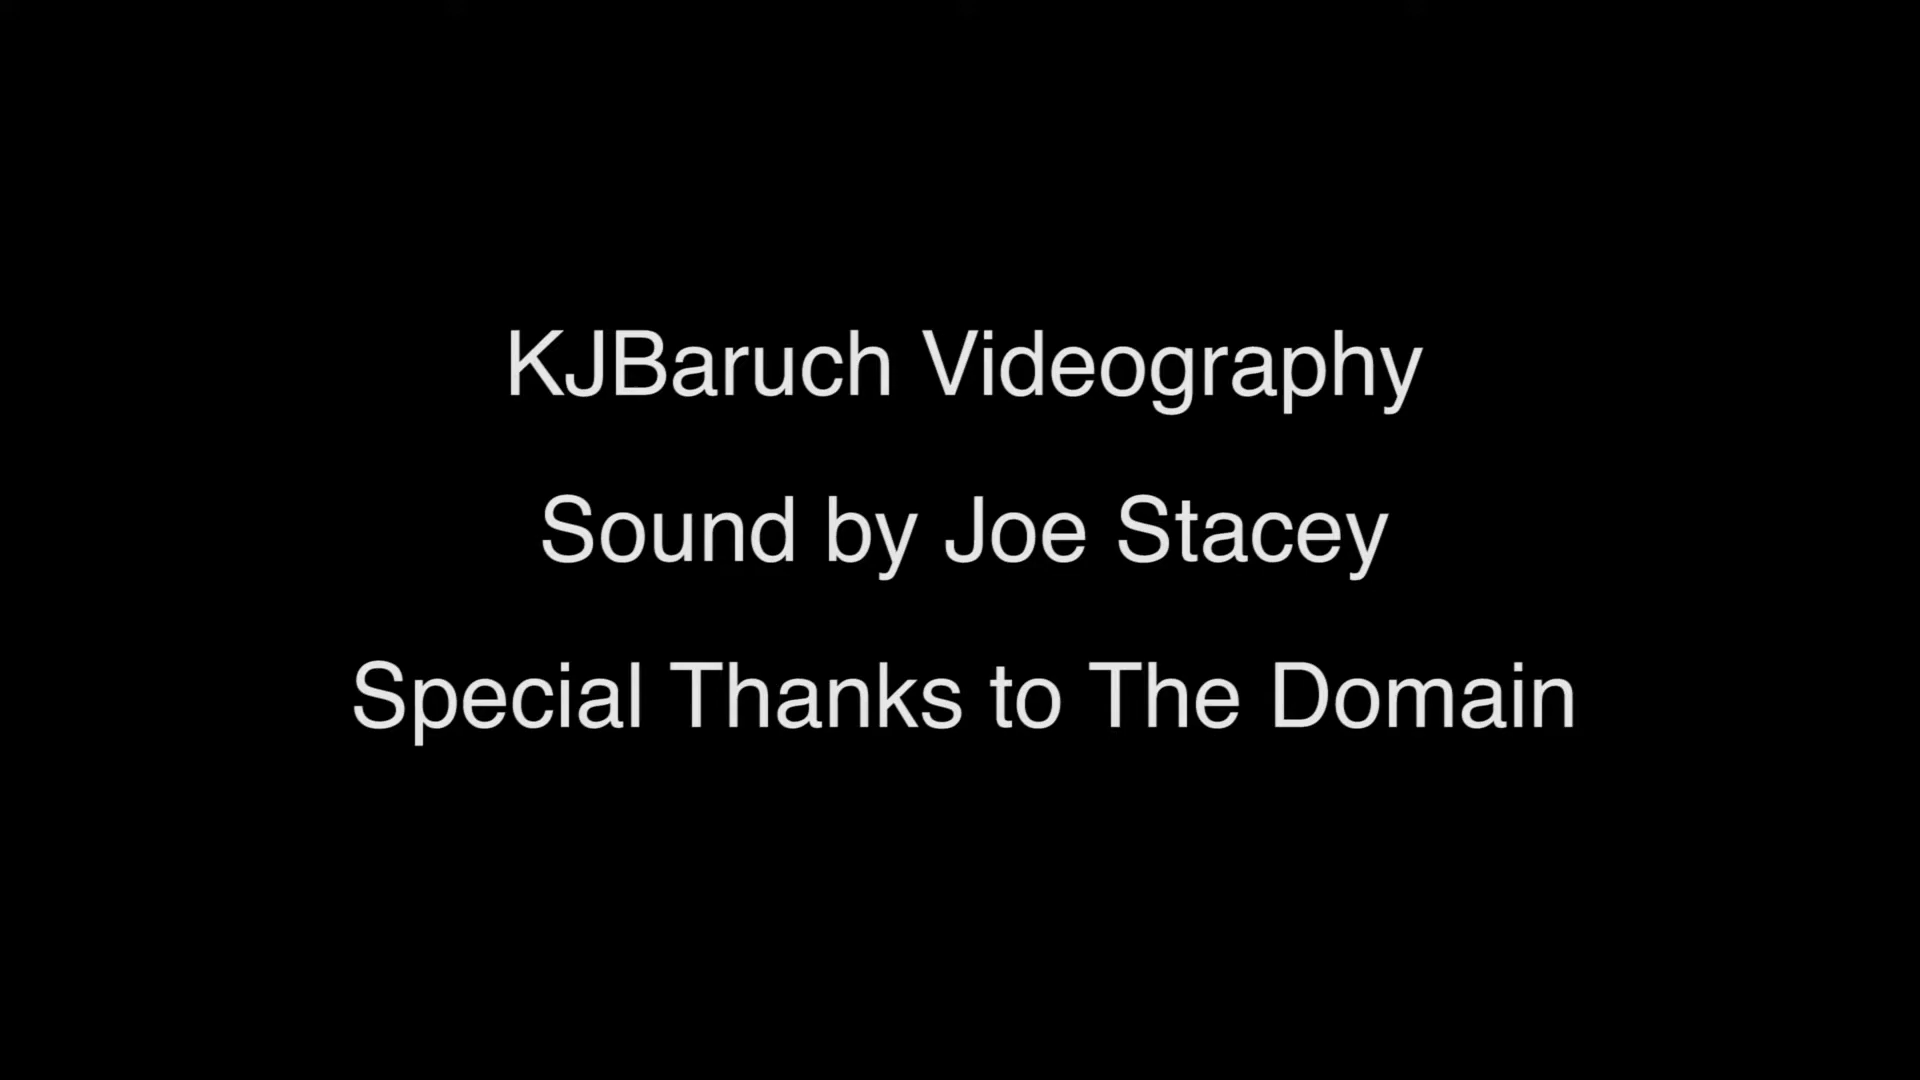 KJBaruch Videography
Sound by Joe Stacey
Special Thanks to The Domain